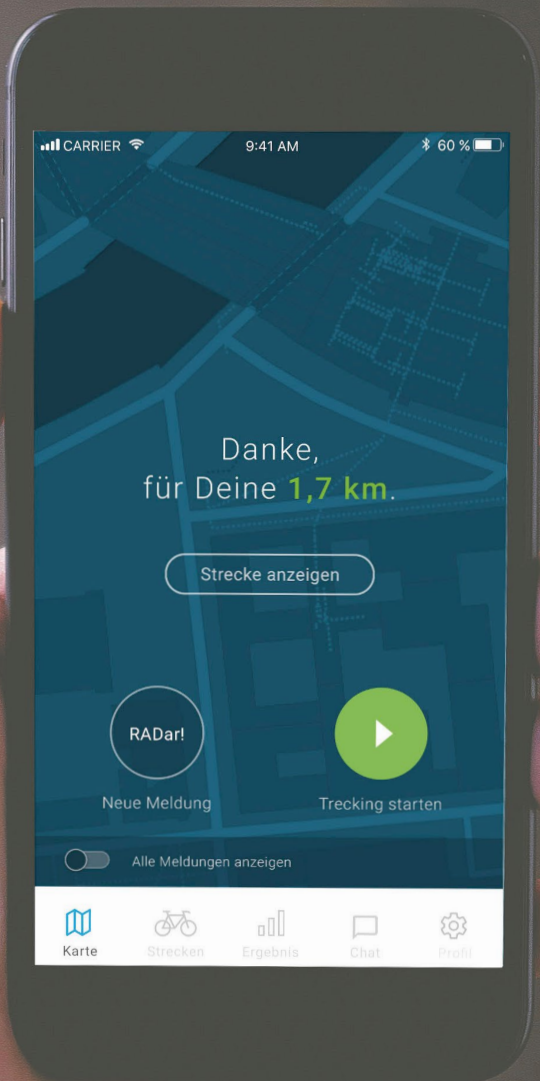 CARRIER 9:41 AM 60 %
Danke,
für Deine 1,7 km.
Strecke anzeigen
RADar!
Neue Meldung Trecking starten
Alle Meldungen anzeigen
Karte Strecken Ergebnis Chat Profil